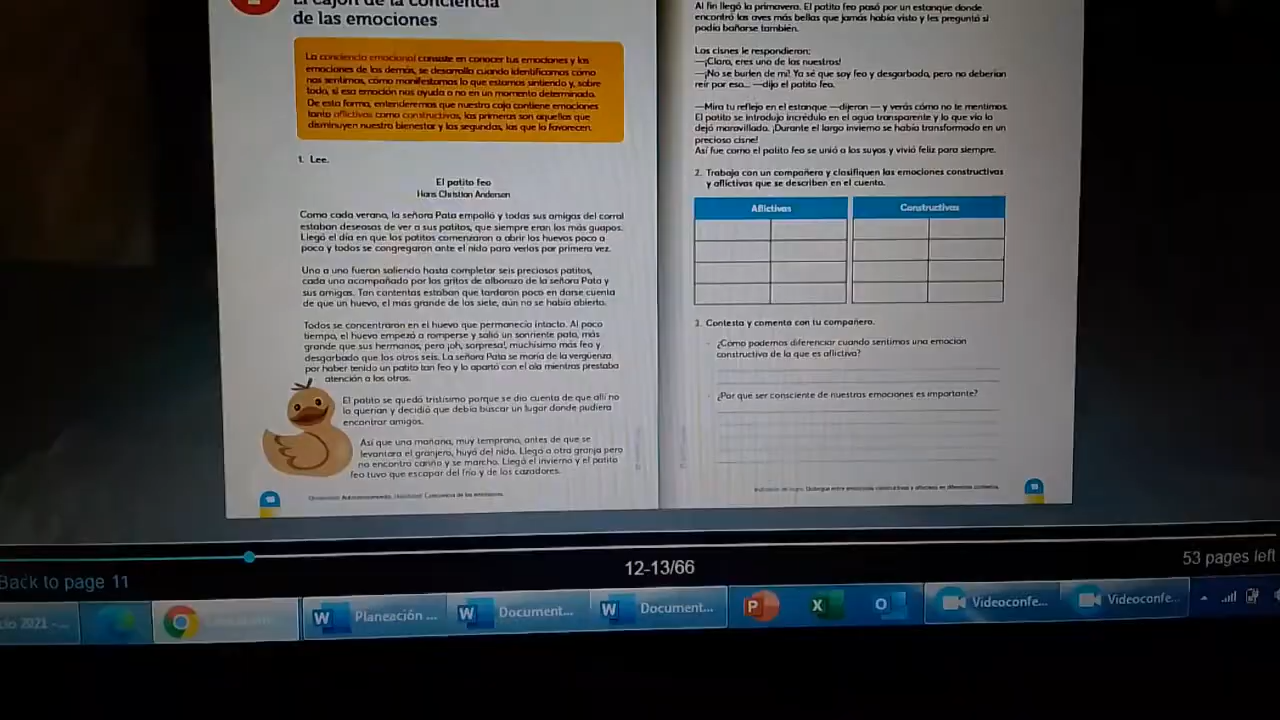 El cajón de la conciencia
de las emociones
La conciencia emocional consiste en conocer tus emociones y las
emociones de los demás, se desarrolla cuando identificamos cómo
nos sentimos, cómo manifestamos lo que estamos sintiendo y, sobre
todo, si esa emoción nos ayuda o no en un momento determinado.
De esta forma, entenderemos que nuestra caja contiene emociones
tanto aflictivas como constructivas, las primeras son aquellas que
disminuyen nuestro bienestar y las segundas, las que lo favorecen.
1. Lee.
El patito feo
Hans Christian Andersen
Como cada verano, la señora Pata empolló y todas sus amigas del corral
estaban deseosas de ver a sus patitos, que siempre eran los más guapos.
Llegó el día en que los patitos comenzaron a abrir los huevos poco a
poco y todos se congregaron ante el nido para verlos por primera vez.
Uno a uno fueron saliendo hasta completar seis preciosos patitos,
cada uno acompañado por los gritos de alborozo de la señora Pata y
sus amigas. Tan contentas estaban que tardaron poco en darse cuenta
de que un huevo, el más grande de los siete, aún no se había abierto.
Todos se concentraron en el huevo que permanecía intacto. Al poco
tiempo, el huevo empezó a romperse y salió un sonriente pato, más
grande que sus hermanos, pero ¡oh, sorpresa!, muchísimo más feo y
desgarbado que los otros seis. La señora Pata se moría de la vergüenza
por haber tenido un patito tan feo y lo apartó con el ala mientras prestaba
atención a los otros.
El patito se quedó tristísimo porque se dio cuenta de que allí no
lo querían y decidió que debía buscar un lugar donde pudiera
encontrar amigos.
Así que una mañana, muy temprano, antes de que se
levantara el granjero, huyó del nido. Llegó a otra granja pero
no encontró cariño y se marchó. Llegó el invierno y el patito
feo tuvo que escapar del frío y de los cazadores.
Dimensión: Autoconocimiento. Habilidad: Conciencia de las emociones.
Al fin llegó la primavera. El patito feo pasó por un estanque donde
encontró las aves más bellas que jamás había visto y les preguntó si
podía bañarse también.
Los cisnes le respondieron:
—¡Claro, eres uno de los nuestros!
—¡No se burlen de mí! Ya sé que soy feo y desgarbado, pero no deberían
reír por eso... —dijo el patito feo.
—Mira tu reflejo en el estanque —dijeron— y verás cómo no te mentimos.
El patito se introdujo incrédulo en el agua transparente y lo que vio lo
dejó maravillado. ¡Durante el largo invierno se había transformado en un
precioso cisne!
Así fue como el patito feo se unió a los suyos y vivió feliz para siempre.
2. Trabaja con un compañero y clasifiquen las emociones constructivas
y aflictivas que se describen en el cuento.
Aflictivas Constructivas
3. Contesta y comenta con tu compañero.
¿Cómo podemos diferenciar cuando sentimos una emoción
constructiva de la que es aflictiva?
¿Por qué ser consciente de nuestras emociones es importante?
Indicador de logro: Distingue entre emociones constructivas y aflictivas en diferentes contextos.
Back to page 11
12-13/66
53 pages left
2021 -...
Planeación ...
Document...
Document...
Videoconfe...
Videoconfe...